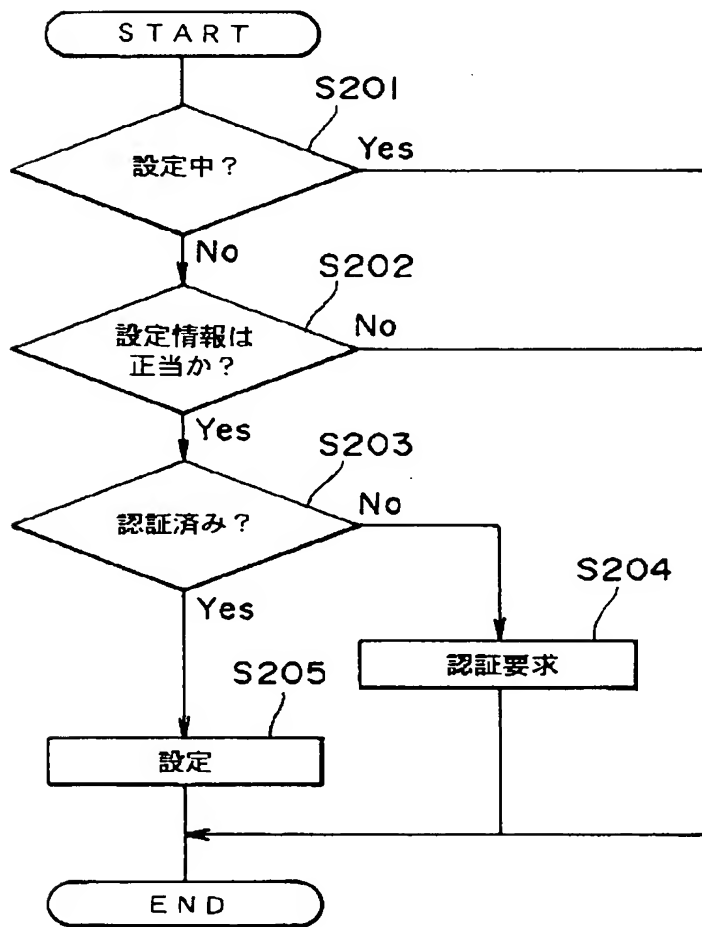 START
S201
設定中?
Yes
No
S202
設定情報は
正当か?
No
Yes
S203
認証済み?
No
Yes
S204
認証要求
S205
設定
END